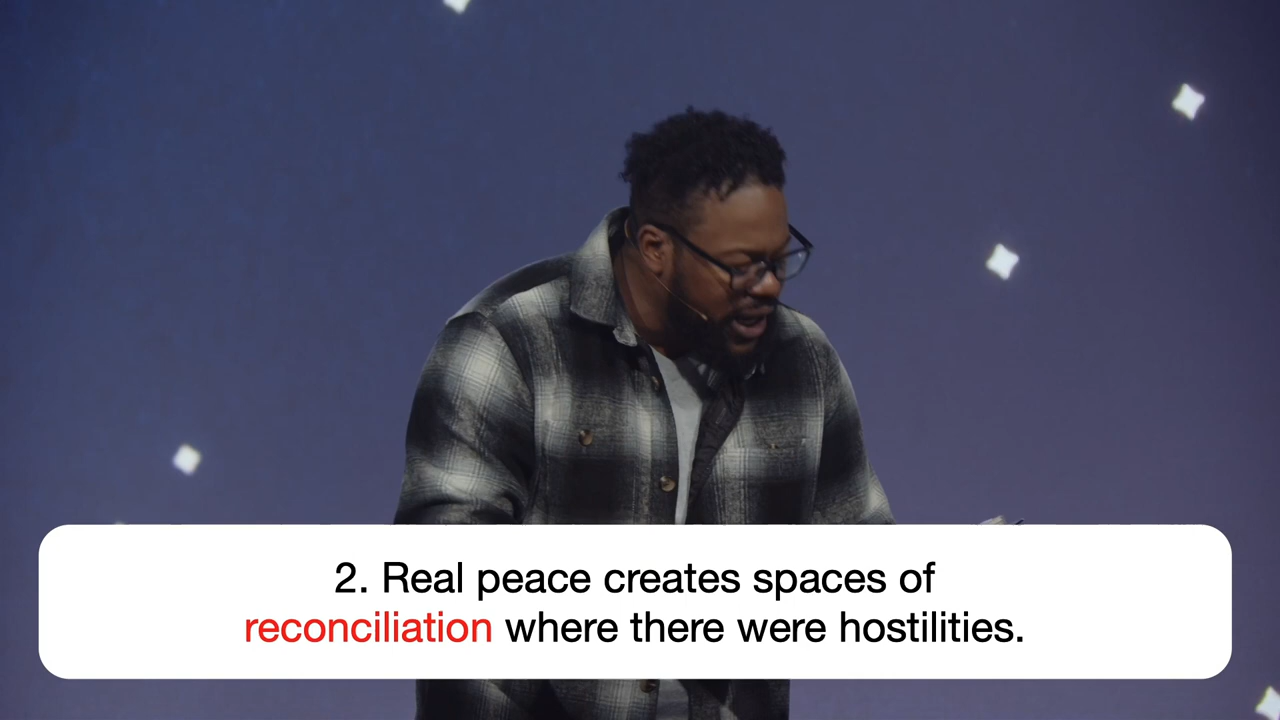 2. Real peace creates spaces of
reconciliation where there were hostilities.